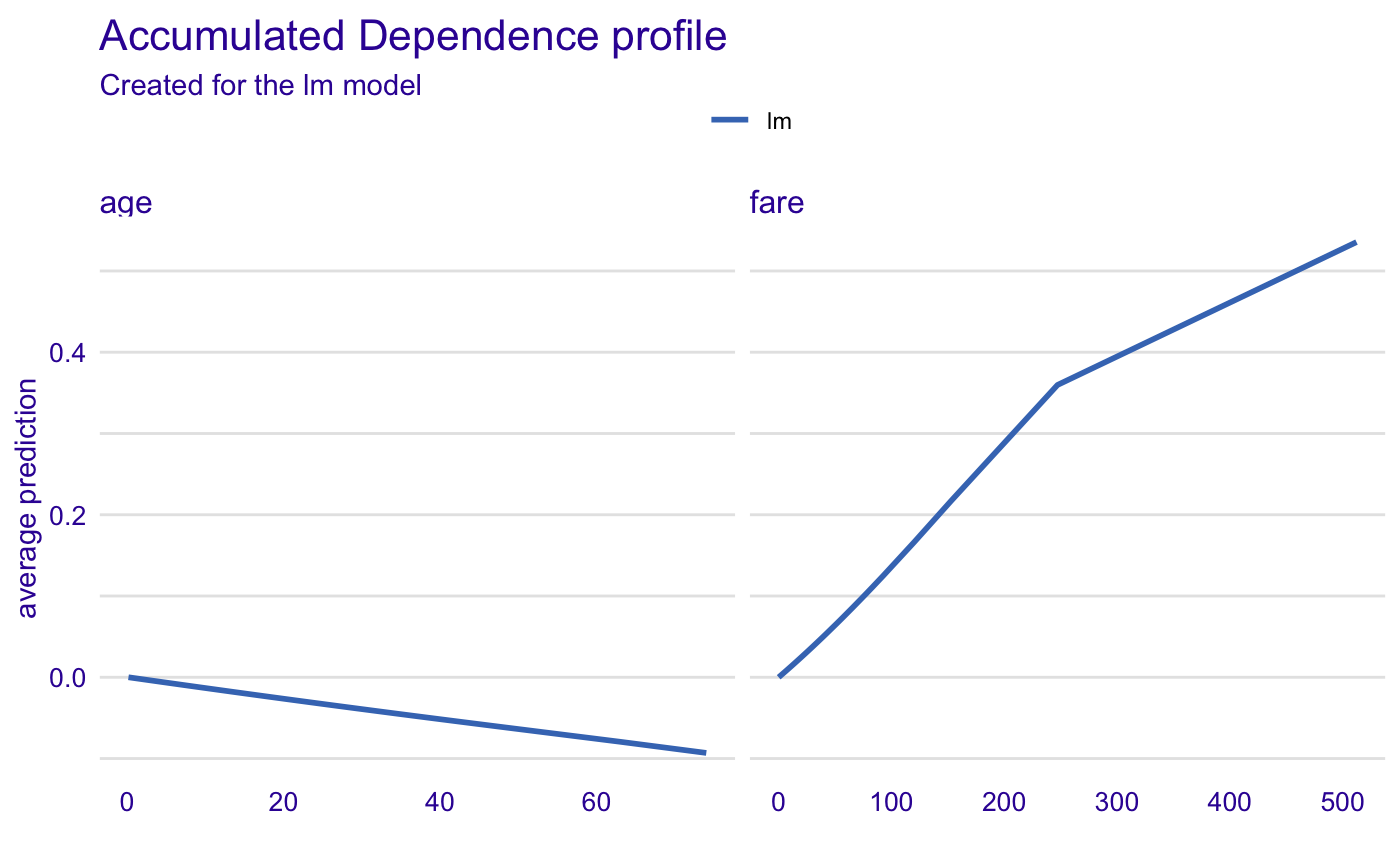 Accumulated Dependence profile
Created for the lm model
lm
age
fare
average prediction
0.4
0.2
0.0
0 20 40 60
0 100 200 300 400 500